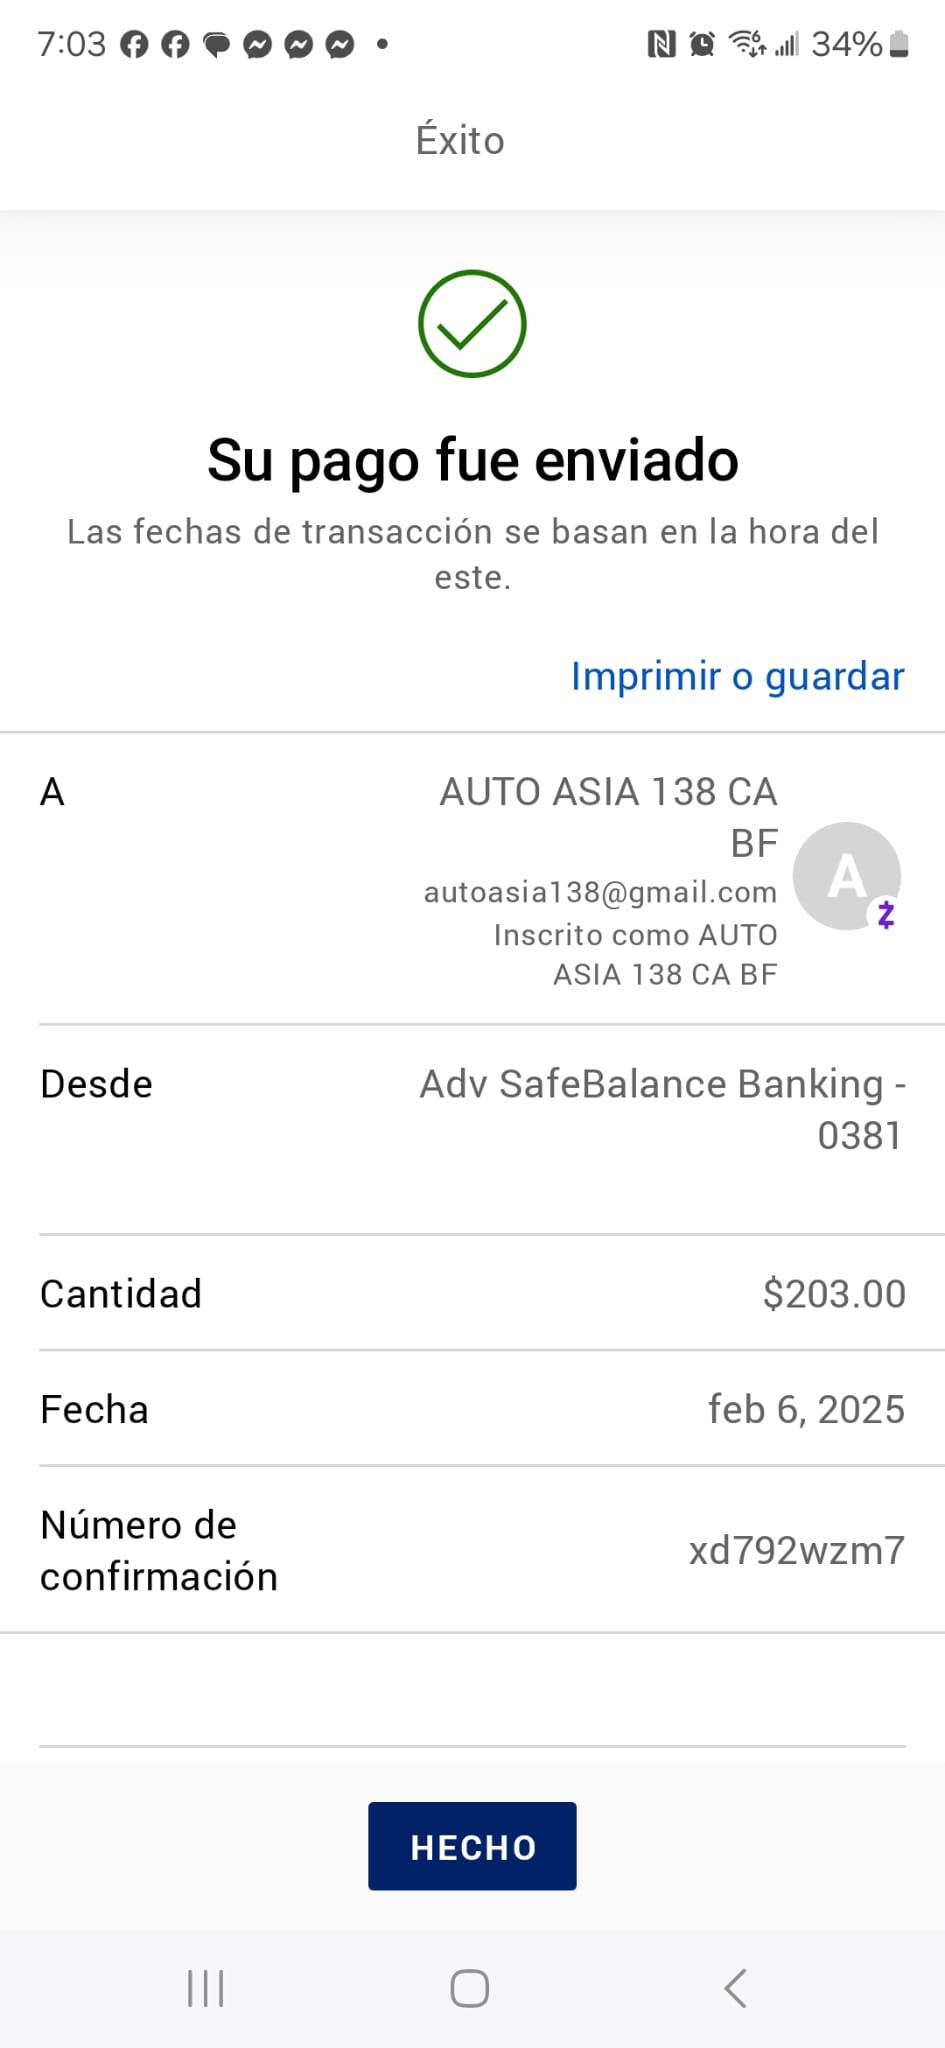 7:03
34%
Éxito
Su pago fue enviado
Las fechas de transacción se basan en la hora del
este.
Imprimir o guardar
A
AUTO ASIA 138 CA
BF
autoasia138@gmail.com
Inscrito como AUTO
ASIA 138 CA BF
A
Desde
Adv SafeBalance Banking -
0381
Cantidad
$203.00
Fecha
feb 6, 2025
Número de
confirmación
xd792wzm7
HECHO